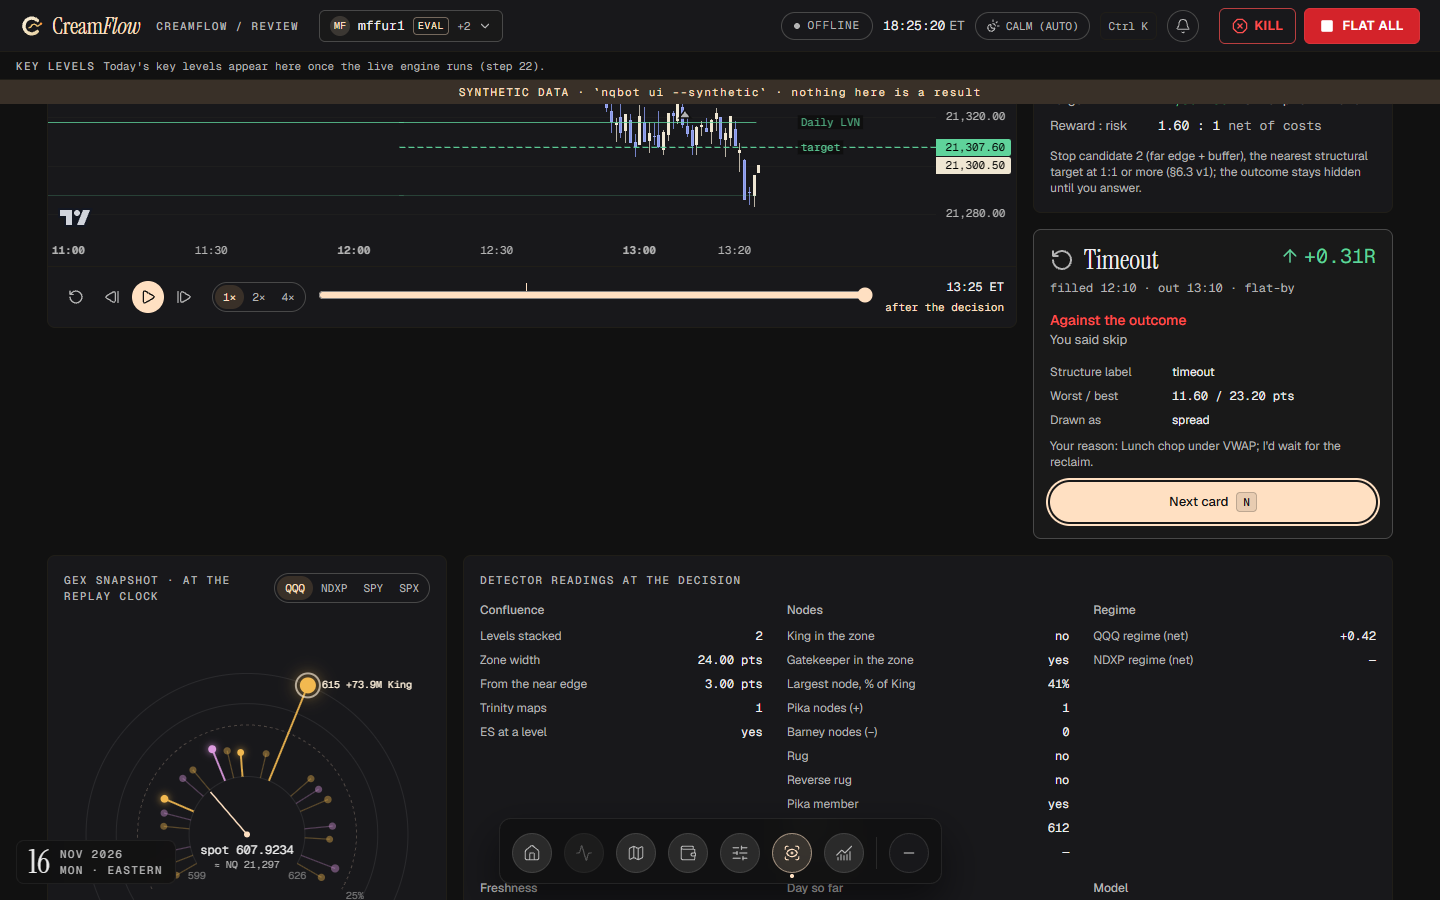 CreamFlow
CREAMFLOW / REVIEW
MF mffur1 EVAL +2
OFFLINE
18:25:20 ET
CALM (AUTO)
Ctrl K
KILL
FLAT ALL
KEY LEVELS Today's key levels appear here once the live engine runs (step 22).
SYNTHETIC DATA · `nqbot ui --synthetic` · nothing here is a result
Daily LVN
21,320.00
target
21,307.60
21,300.50
21,280.00
11:00 11:30 12:00 12:30 13:00 13:20
1× 2× 4×
13:25 ET
after the decision
Reward : risk 1.60 : 1 net of costs
Stop candidate 2 (far edge + buffer), the nearest structural
target at 1:1 or more (§6.3 v1); the outcome stays hidden
until you answer.
Timeout
+0.31R
filled 12:10 · out 13:10 · flat-by
Against the outcome
You said skip
Structure label timeout
Worst / best 11.60 / 23.20 pts
Drawn as spread
Your reason: Lunch chop under VWAP; I'd wait for the
reclaim.
Next card N
GEX SNAPSHOT · AT THE
REPLAY CLOCK
QQQ NDXP SPY SPX
615 +73.9M King
spot 607.9234
≈ NQ 21,297
599
626
25%
DETECTOR READINGS AT THE DECISION
Confluence
Levels stacked 2
Zone width 24.00 pts
From the near edge 3.00 pts
Trinity maps 1
ES at a level yes
Nodes
King in the zone no
Gatekeeper in the zone yes
Largest node, % of King 41%
Pika nodes (+) 1
Barney nodes (−) 0
Rug no
Reverse rug no
Pika member yes
612
—
Regime
QQQ regime (net) +0.42
NDXP regime (net) —
Freshness
Day so far
Model
16 NOV 2026
MON · EASTERN